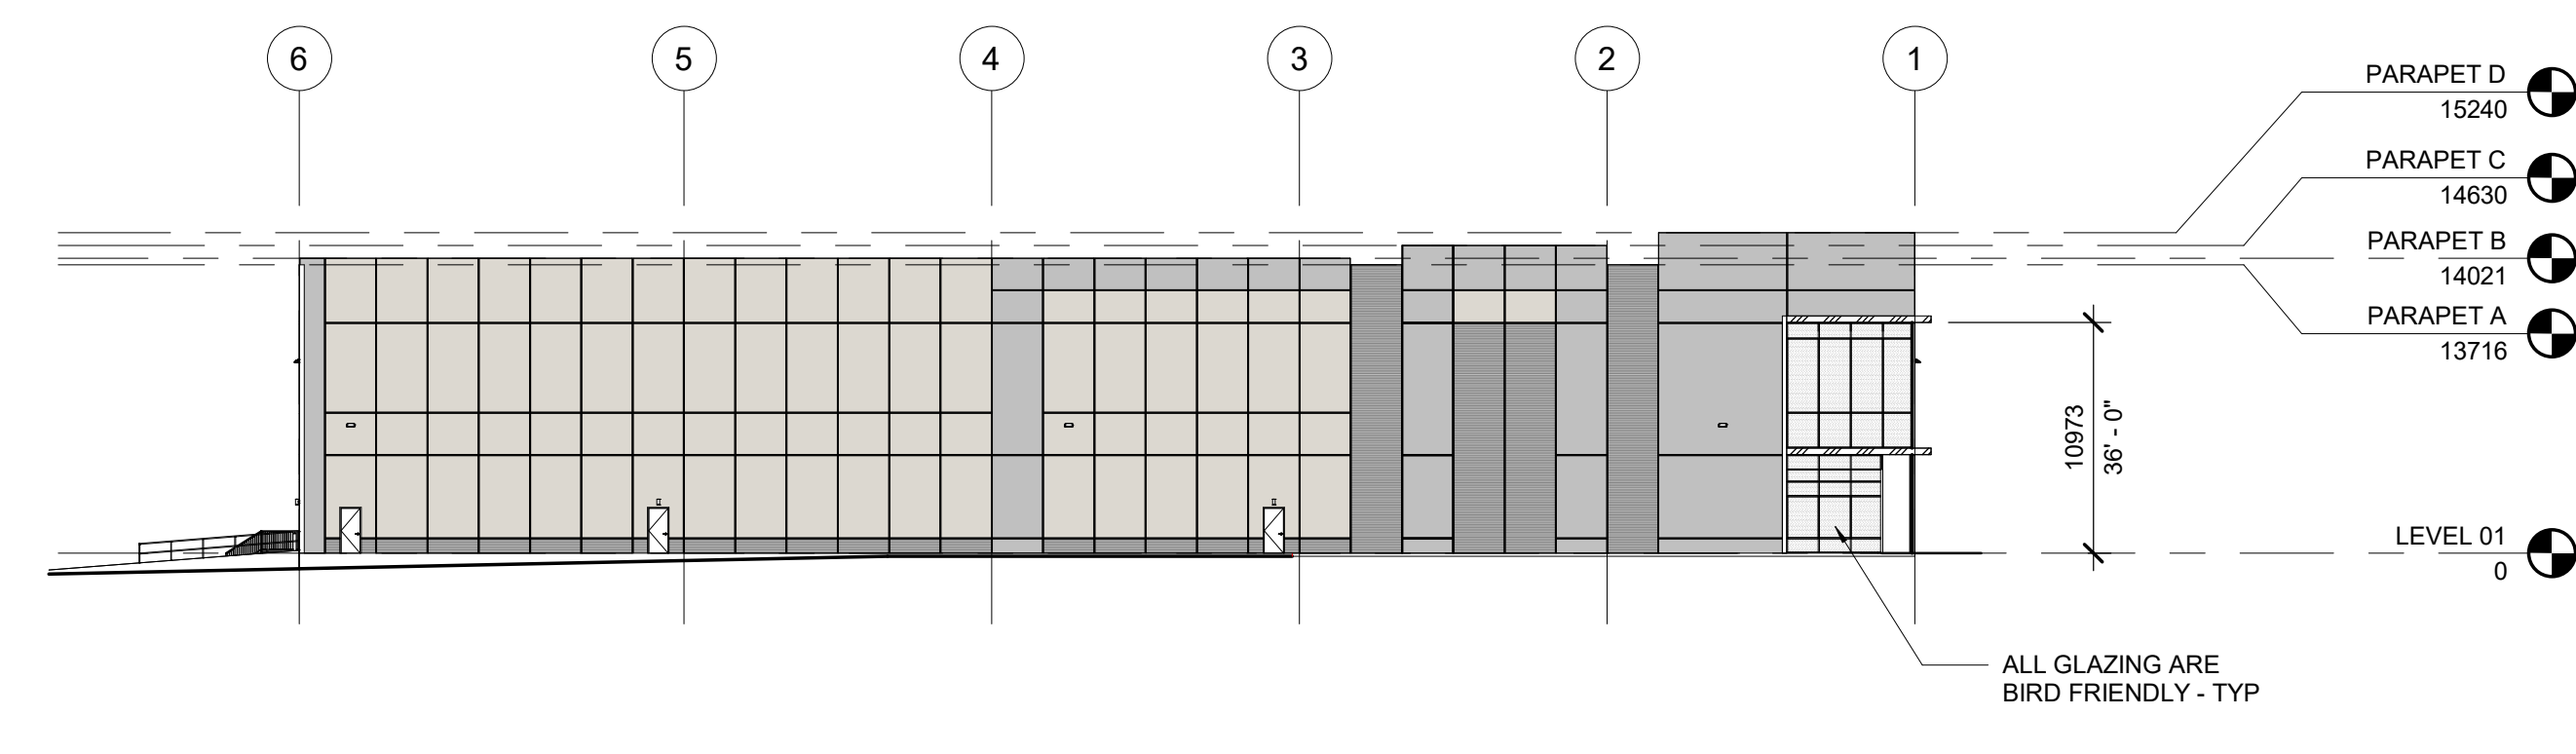 6
5
4
3
2
1
PARAPET D
15240
PARAPET C
14630
PARAPET B
14021
PARAPET A
13716
10973
36' - 0"
LEVEL 01
0
ALL GLAZING ARE
BIRD FRIENDLY - TYP